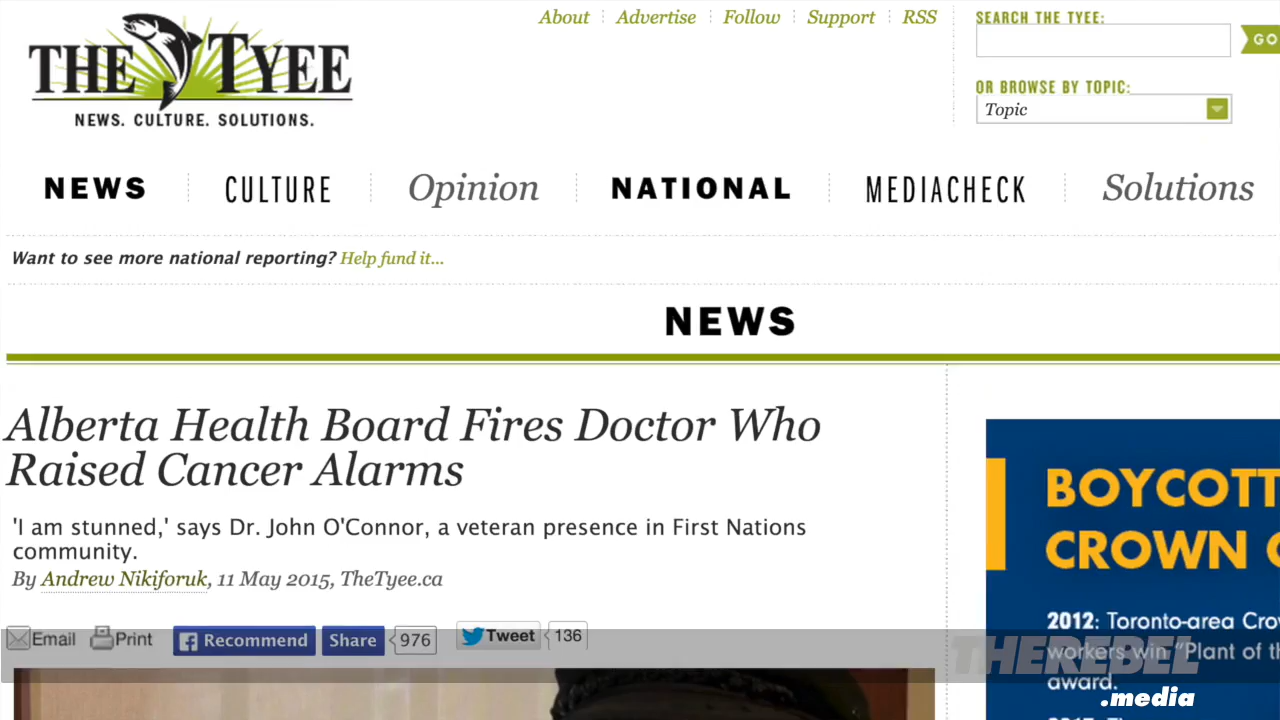 About Advertise Follow Support RSS
SEARCH THE TYEE:
GO
THE TYEE
NEWS. CULTURE. SOLUTIONS.
OR BROWSE BY TOPIC:
Topic
NEWS CULTURE Opinion NATIONAL MEDIACHECK Solutions
Want to see more national reporting? Help fund it...
NEWS
Alberta Health Board Fires Doctor Who
Raised Cancer Alarms
'I am stunned,' says Dr. John O'Connor, a veteran presence in First Nations
community.
By Andrew Nikiforuk, 11 May 2015, TheTyee.ca
Email Print Recommend Share 976 Tweet 136
BOYCOTT
CROWN
2012: Toronto-area
workers win "Plant of
award.
THEREBEL
.media